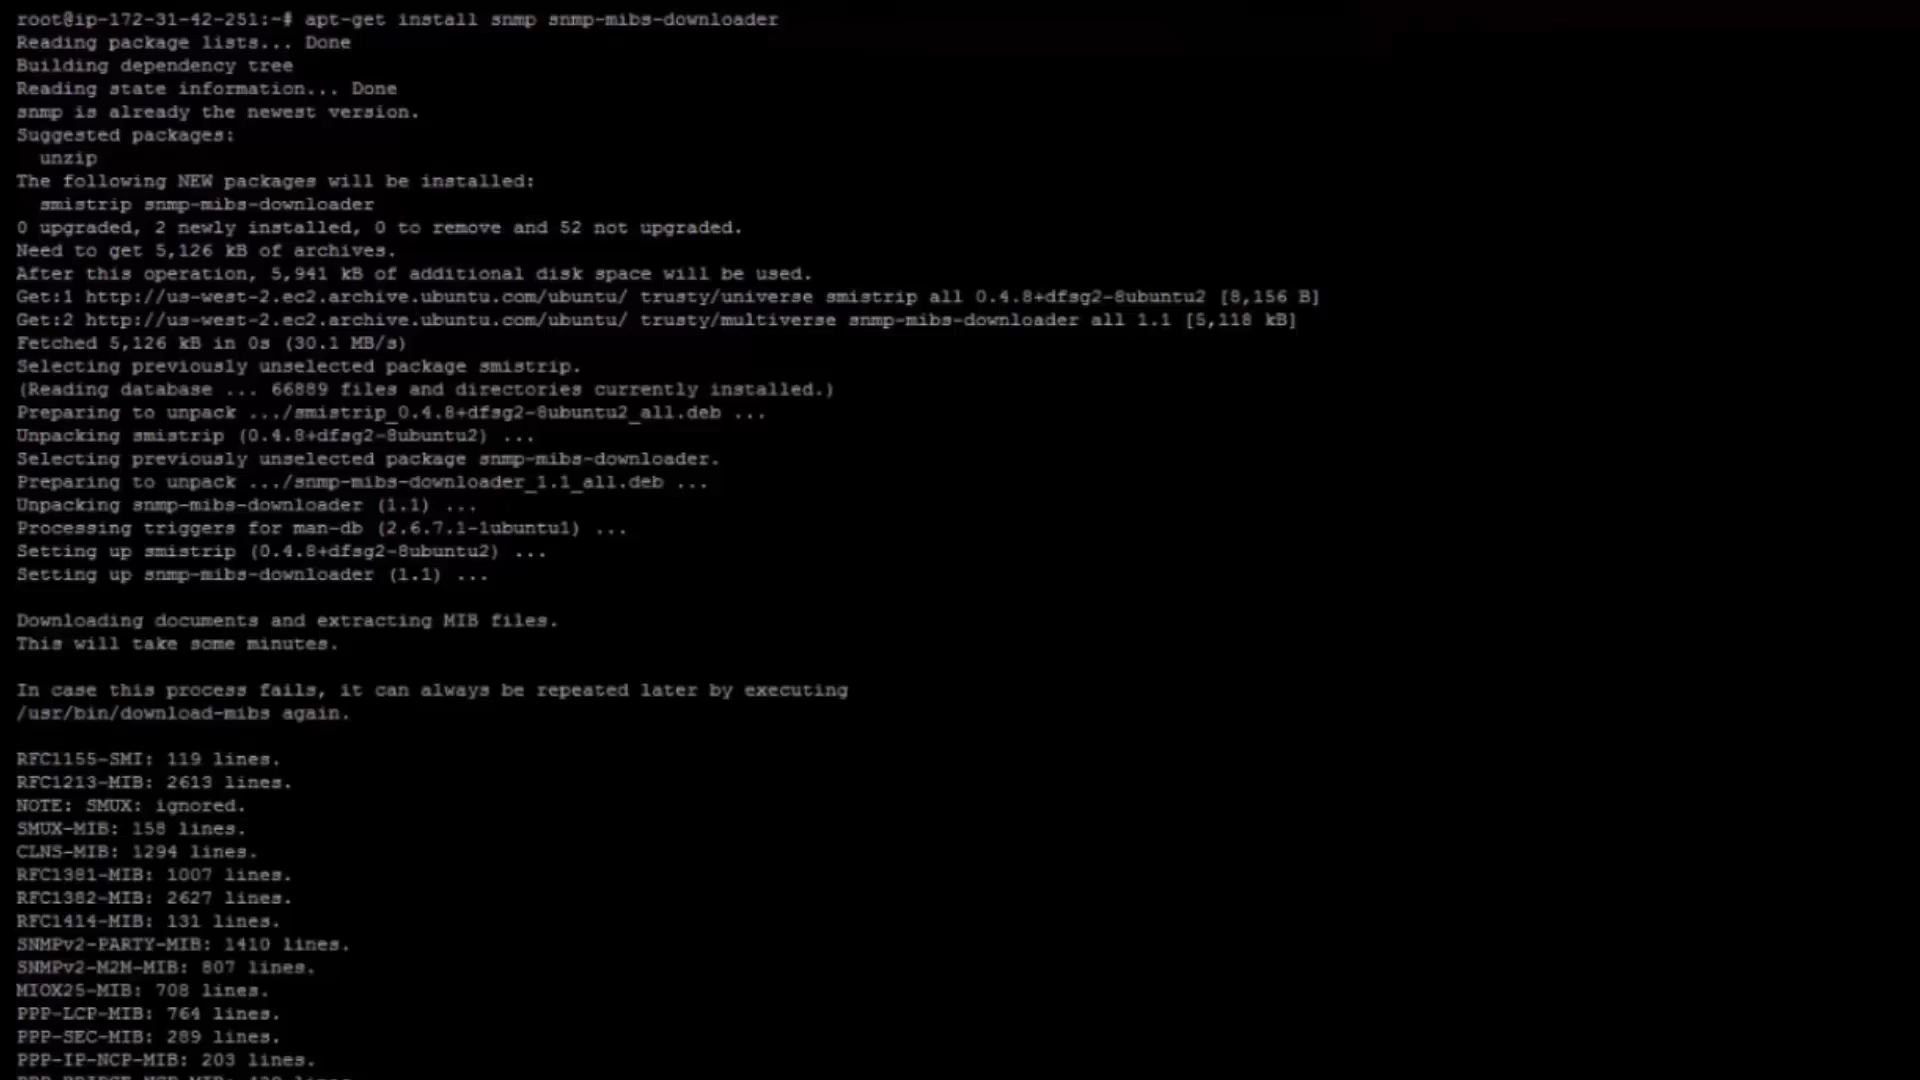 root@ip-172-31-42-251:~# apt-get install snmp snmp-mibs-downloader
Reading package lists... Done
Building dependency tree
Reading state information... Done
snmp is already the newest version.
Suggested packages:
  unzip
The following NEW packages will be installed:
  smistrip snmp-mibs-downloader
0 upgraded, 2 newly installed, 0 to remove and 52 not upgraded.
Need to get 5,126 kB of archives.
After this operation, 5,941 kB of additional disk space will be used.
Get:1 http://us-west-2.ec2.archive.ubuntu.com/ubuntu/ trusty/universe smistrip all 0.4.8+dfsg2-8ubuntu2 [8,156 B]
Get:2 http://us-west-2.ec2.archive.ubuntu.com/ubuntu/ trusty/multiverse snmp-mibs-downloader all 1.1 [5,118 kB]
Fetched 5,126 kB in 0s (30.1 MB/s)
Selecting previously unselected package smistrip.
(Reading database ... 66889 files and directories currently installed.)
Preparing to unpack .../smistrip_0.4.8+dfsg2-8ubuntu2_all.deb ...
Unpacking smistrip (0.4.8+dfsg2-8ubuntu2) ...
Selecting previously unselected package snmp-mibs-downloader.
Preparing to unpack .../snmp-mibs-downloader_1.1_all.deb ...
Unpacking snmp-mibs-downloader (1.1) ...
Processing triggers for man-db (2.6.7.1-1ubuntu1) ...
Setting up smistrip (0.4.8+dfsg2-8ubuntu2) ...
Setting up snmp-mibs-downloader (1.1) ...
Downloading documents and extracting MIB files.
This will take some minutes.
In case this process fails, it can always be repeated later by executing
/usr/bin/download-mibs again.
RFC1155-SMI: 119 lines.
RFC1213-MIB: 2613 lines.
NOTE: SMUX: ignored.
SMUX-MIB: 158 lines.
CLNS-MIB: 1294 lines.
RFC1381-MIB: 1007 lines.
RFC1382-MIB: 2627 lines.
RFC1414-MIB: 131 lines.
SNMPv2-PARTY-MIB: 1410 lines.
SNMPv2-M2M-MIB: 807 lines.
MIOX25-MIB: 708 lines.
PPP-LCP-MIB: 764 lines.
PPP-SEC-MIB: 289 lines.
PPP-IP-NCP-MIB: 203 lines.